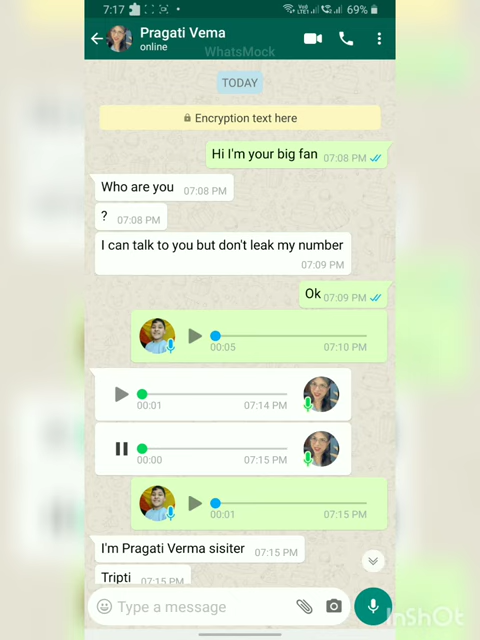 7:17
Vo)) LTE1
69%
Pragati Vema
online
WhatsMock
TODAY
Encryption text here
Hi I'm your big fan 07:08 PM
Who are you 07:08 PM
? 07:08 PM
I can talk to you but don't leak my number
07:09 PM
Ok 07:09 PM
00:05 07:10 PM
00:01 07:14 PM
00:00 07:15 PM
00:01 07:15 PM
I'm Pragati Verma sisiter 07:15 PM
Tripti 07:15 PM
Type a message
InShOt